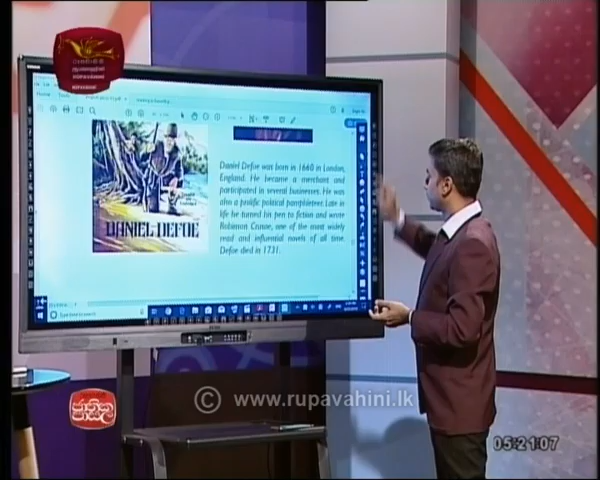 DANIEL DEFOE
Daniel Defoe was born in 1660 in London,
England. He became a merchant and
participated in several businesses. He was
also a prolific political pamphleteer. Late in
life he turned his pen to fiction and wrote
Robinson Crusoe, one of the most widely
read and influential novels of all time.
Defoe died in 1731.
© www.rupavahini.lk
05:21:07